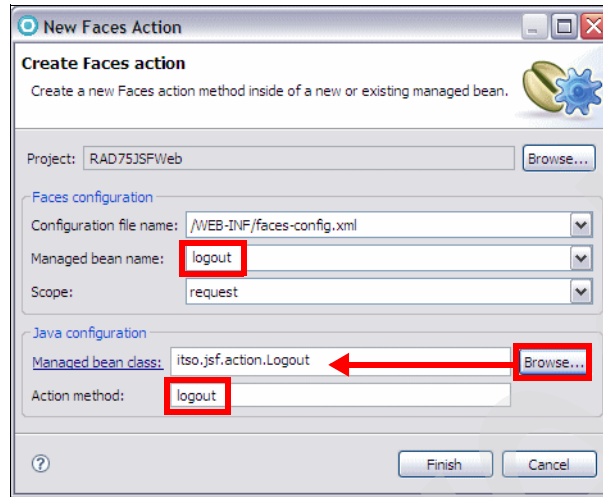 New Faces Action
Create Faces action
Create a new Faces action method inside of a new or existing managed bean.
Project: RAD75JSFWeb Browse...
Faces configuration
Configuration file name: /WEB-INF/faces-config.xml
Managed bean name: logout
Scope: request
Java configuration
Managed bean class: itso.jsf.action.Logout Browse...
Action method: logout
? Finish Cancel